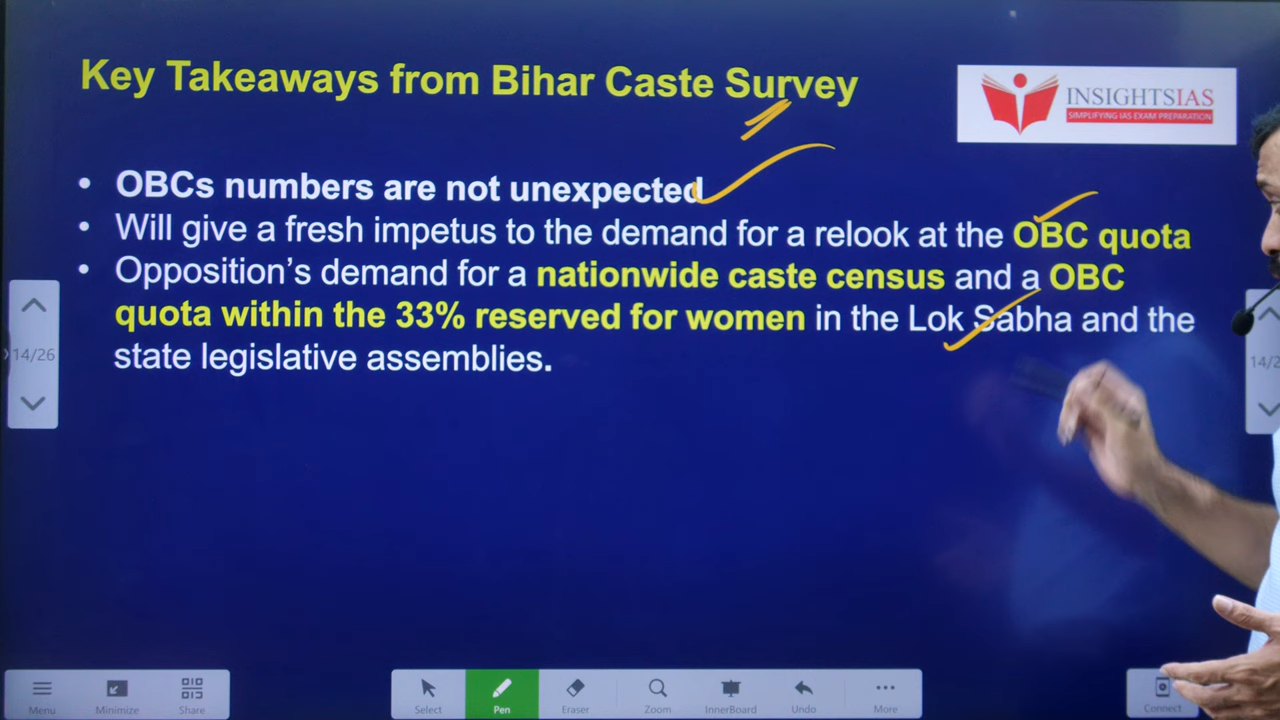 Key Takeaways from Bihar Caste Survey
INSIGHTSIAS
SIMPLIFYING IAS EXAM PREPARATION
• OBCs numbers are not unexpected
• Will give a fresh impetus to the demand for a relook at the OBC quota
• Opposition’s demand for a nationwide caste census and a OBC
quota within the 33% reserved for women in the Lok Sabha and the
state legislative assemblies.
14/26
14/2
Menu
Minimize
Share
Select
Pen
Eraser
Zoom
InnerBoard
Undo
More
Connect